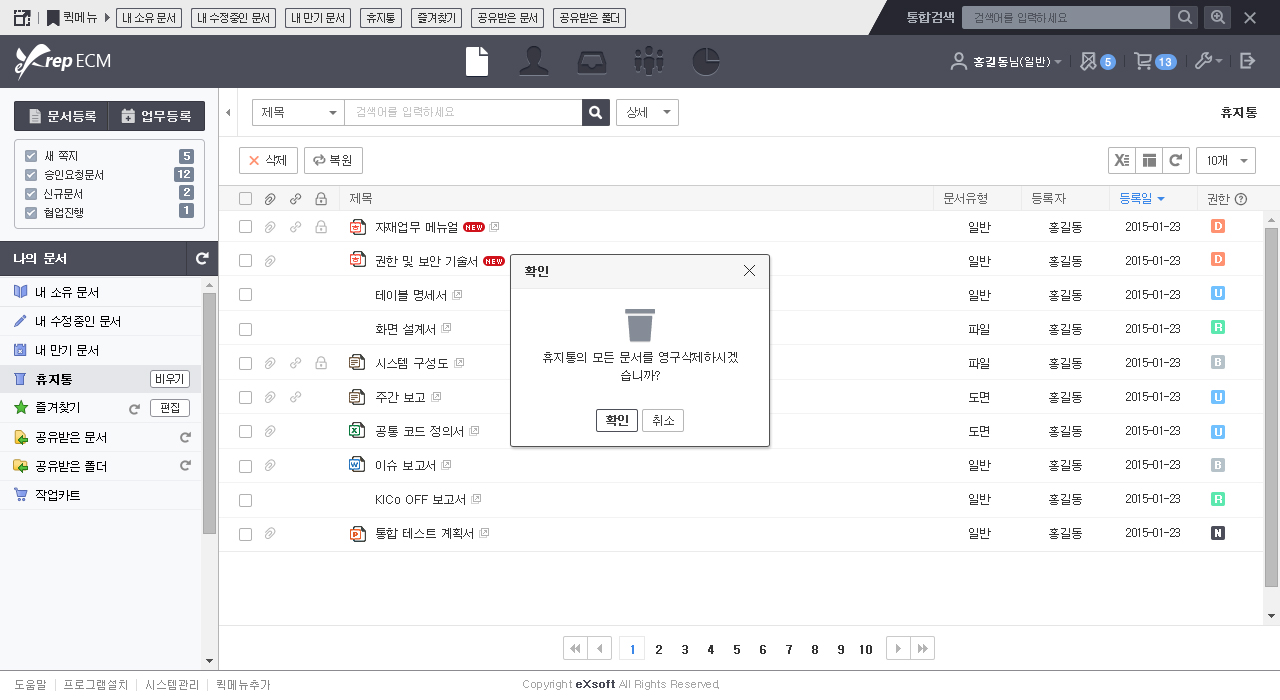 퀵메뉴 내 소유 문서 내 수정중인 문서 내 만기 문서 휴지통 즐겨찾기 공유받은 문서 공유받은 폴더 통합검색 검색어를 입력하세요
eXrep ECM 홍길동님(일반) 5 13
문서등록 업무등록 제목 검색어를 입력하세요 상세 휴지통
새 쪽지 5
승인요청문서 12
신규문서 2
협업진행 1
삭제 복원 10개
나의 문서
내 소유 문서
내 수정중인 문서
내 만기 문서
휴지통 비우기
즐겨찾기 편집
공유받은 문서
공유받은 폴더
작업카트
제목 문서유형 등록자 등록일 권한
자재업무 메뉴얼 NEW 일반 홍길동 2015-01-23 D
권한 및 보안 기술서 NEW 일반 홍길동 2015-01-23 D
테이블 명세서 일반 홍길동 2015-01-23 U
화면 설계서 파일 홍길동 2015-01-23 R
시스템 구성도 파일 홍길동 2015-01-23 B
주간 보고 도면 홍길동 2015-01-23 U
공통 코드 정의서 도면 홍길동 2015-01-23 U
이슈 보고서 일반 홍길동 2015-01-23 B
KICo OFF 보고서 일반 홍길동 2015-01-23 R
통합 테스트 계획서 일반 홍길동 2015-01-23 N
확인
휴지통의 모든 문서를 영구삭제하시겠
습니까?
확인 취소
1 2 3 4 5 6 7 8 9 10
도움말 프로그램설치 시스템관리 퀵메뉴추가 Copyright eXsoft All Rights Reserved.